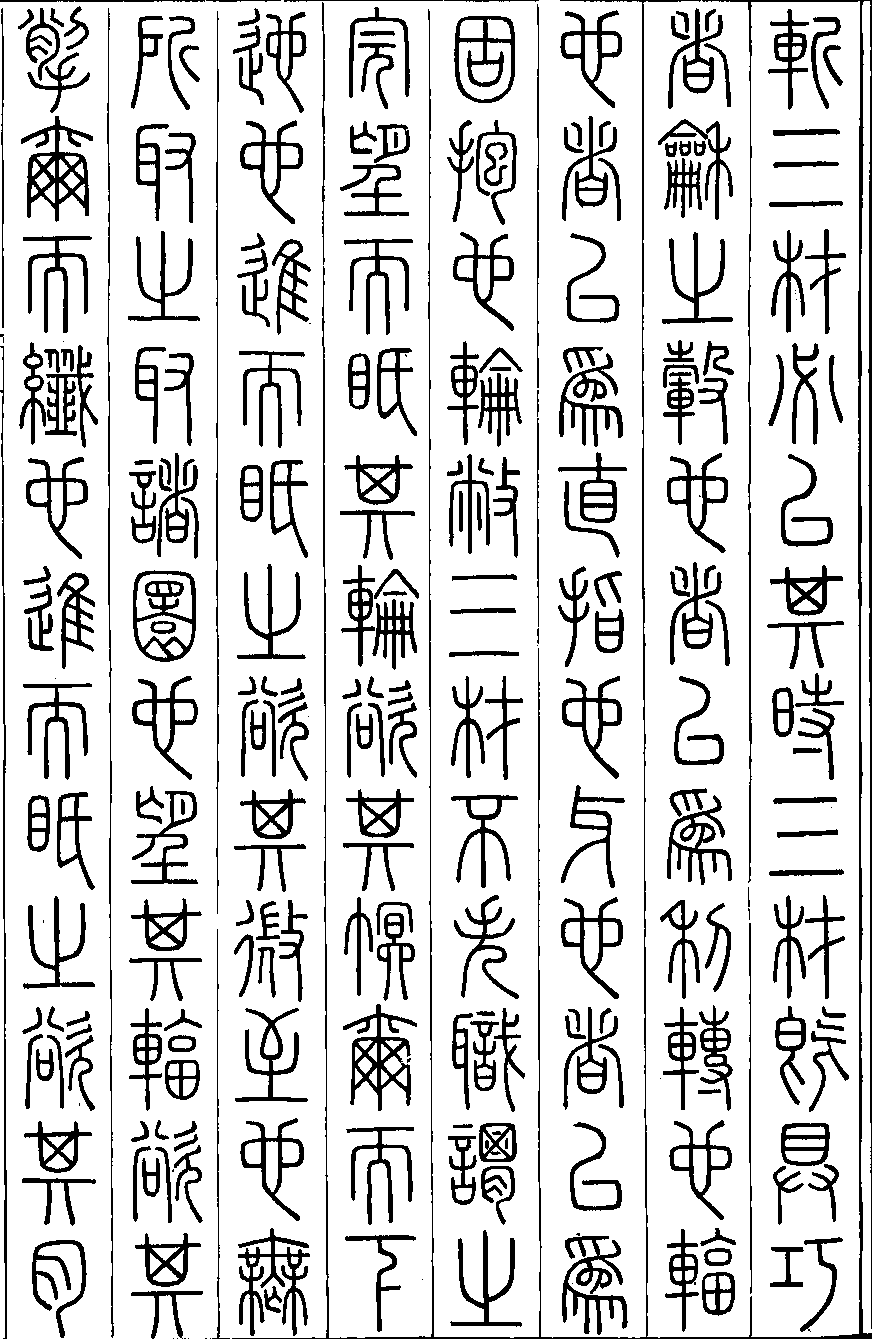 斬三材必以其時三材既具巧
者龢之轂也者以為利轉也輻
也者以為直指也牙也者以為
固抱也輪敝三材不失職謂之
完望而眡其輪欲其幎爾而下
迆也進而眡之欲其微至也無
所取之取諸圜也望其輻欲其
揱爾而纖也進而眡之欲其肉